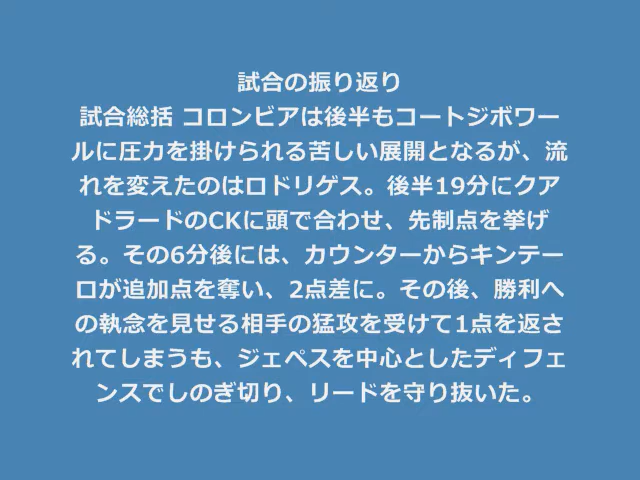 試合の振り返り
試合総括 コロンビアは後半もコートジボワー
ルに圧力を掛けられる苦しい展開となるが、流
れを変えたのはロドリゲス。後半19分にクア
ドラードのCKに頭で合わせ、先制点を挙げ
る。その6分後には、カウンターからキンテー
ロが追加点を奪い、2点差に。その後、勝利へ
の執念を見せる相手の猛攻を受けて1点を返さ
れてしまうも、ジェペスを中心としたディフェ
ンスでしのぎ切り、リードを守り抜いた。